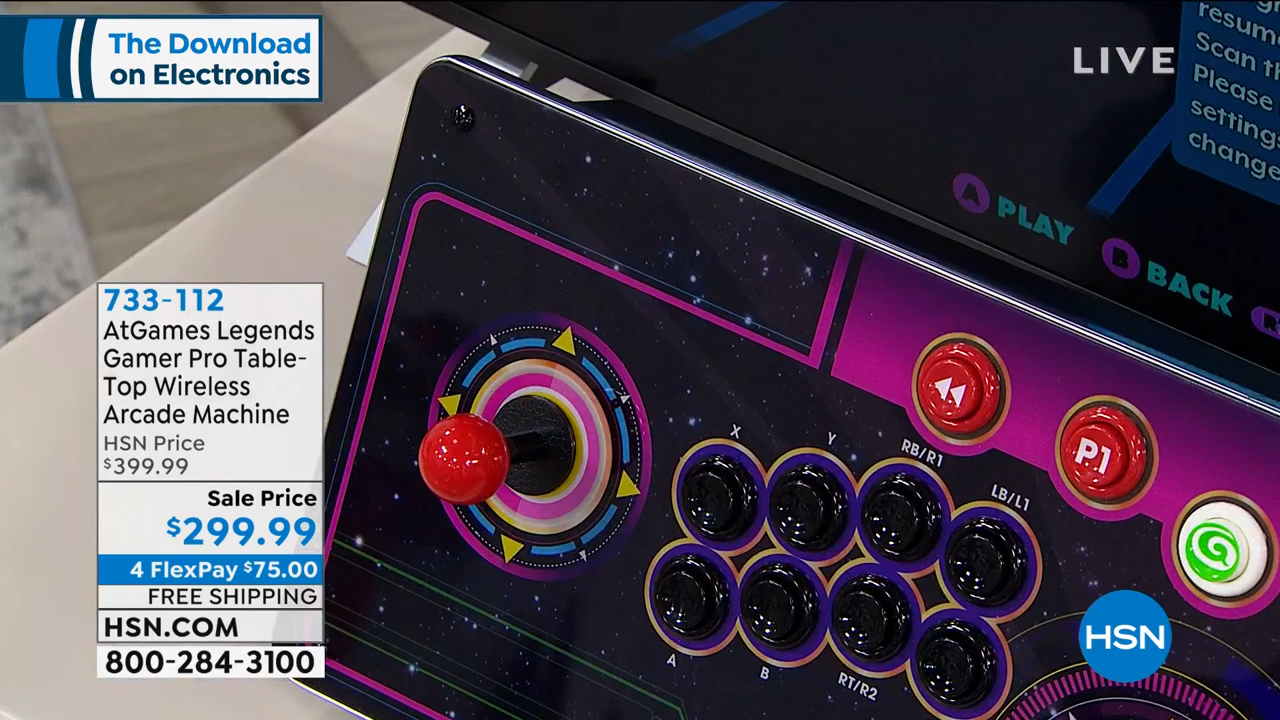 The Download
on Electronics
LIVE
resum
Scan th
Please
settings
change
A PLAY
B BACK
733-112
AtGames Legends
Gamer Pro Table-
Top Wireless
Arcade Machine
HSN Price
$399.99
Sale Price
$299.99
4 FlexPay $75.00
FREE SHIPPING
HSN.COM
800-284-3100
P1
X
Y
RB/R1
LB/L1
A
B
RT/R2
HSN